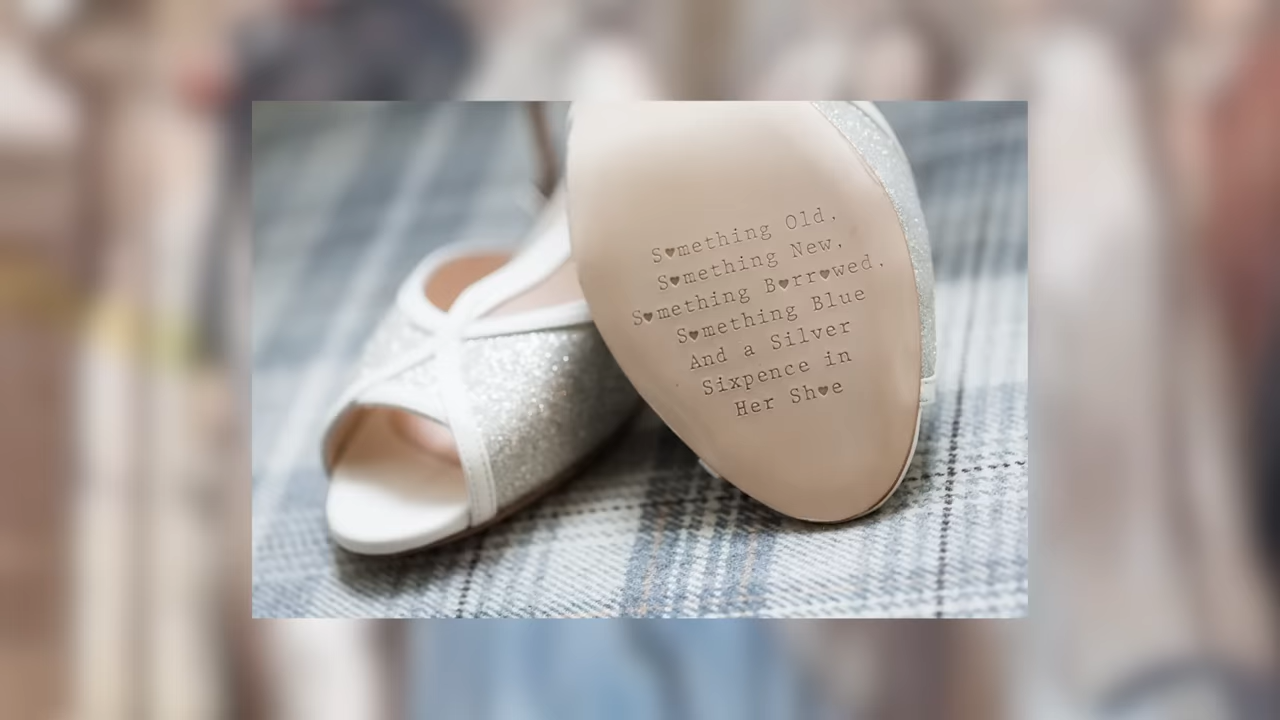 S♥mething Old,
S♥mething New,
S♥mething B♥rr♥wed,
S♥mething Blue
And a Silver
Sixpence in
Her Sh♥e